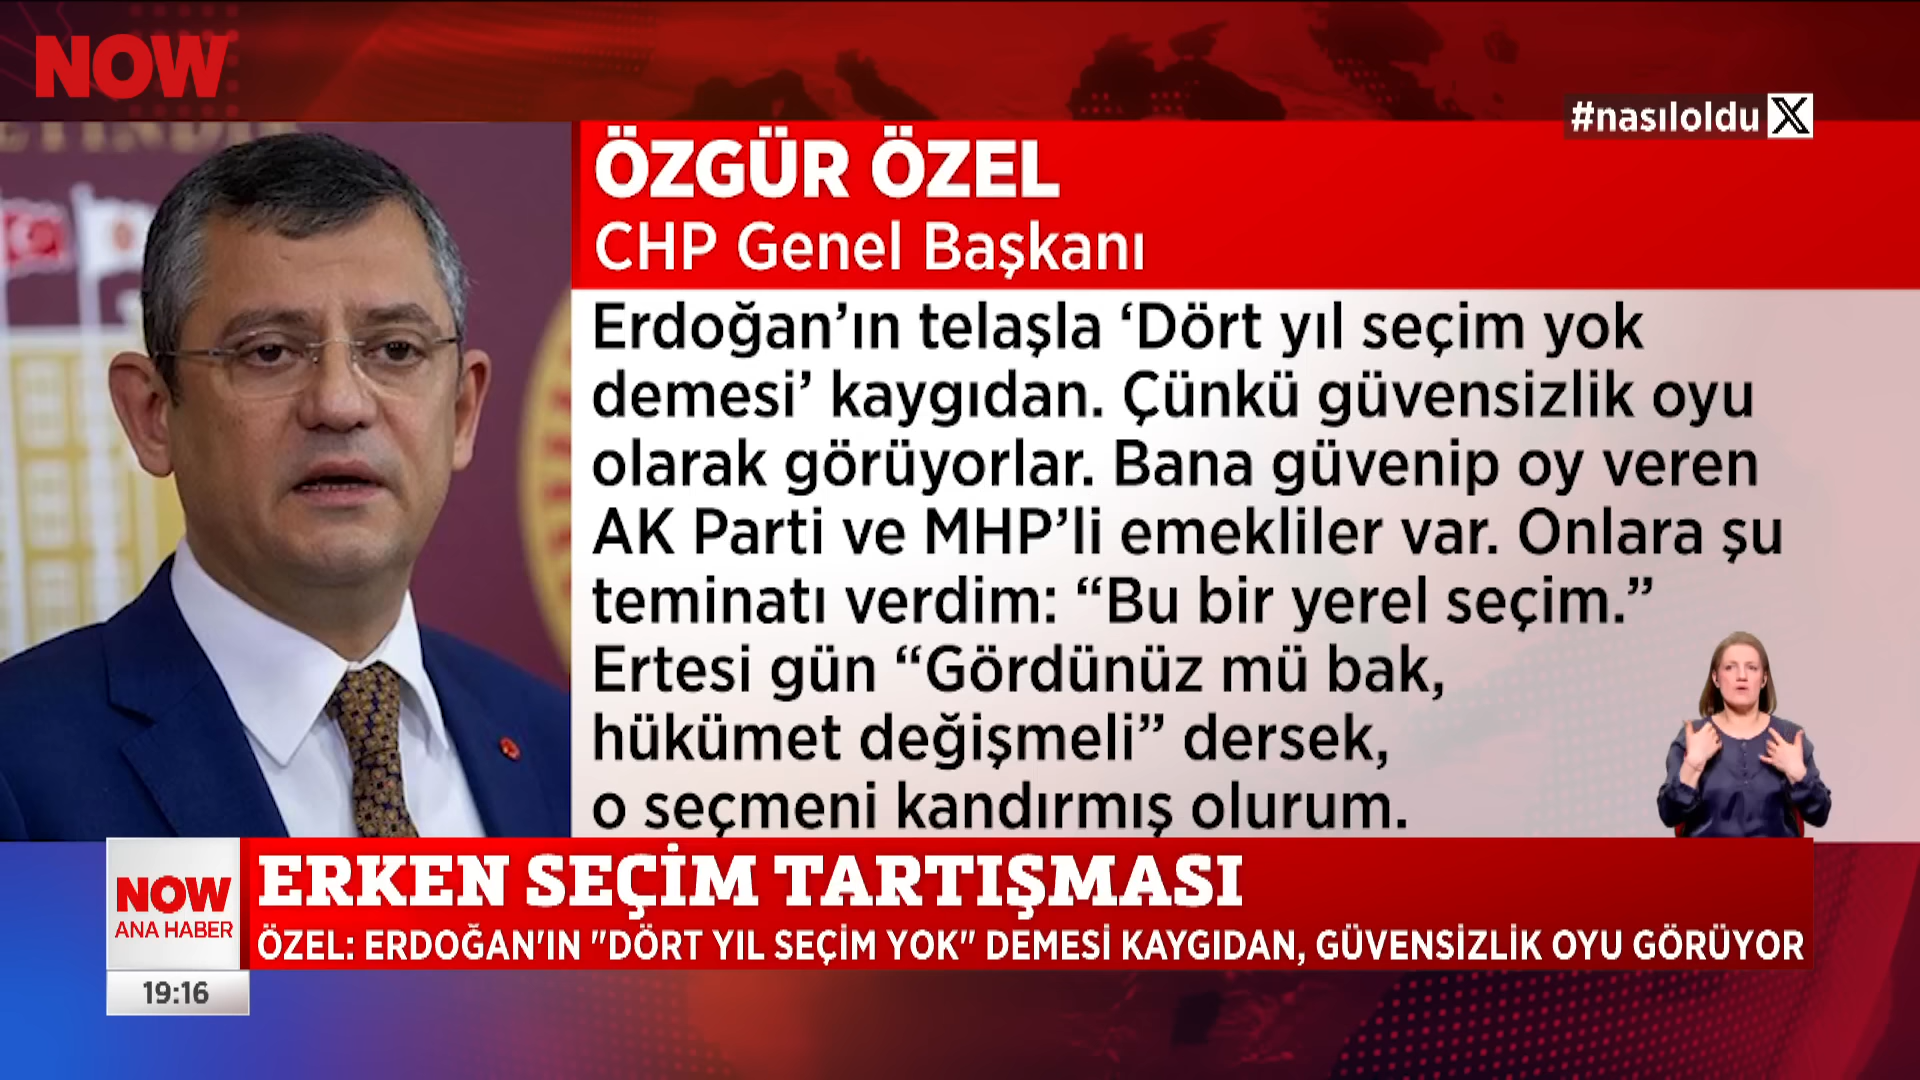 NOW
#nasıloldu X
ÖZGÜR ÖZEL
CHP Genel Başkanı
Erdoğan’ın telaşla ‘Dört yıl seçim yok
demesi’ kaygıdan. Çünkü güvensizlik oyu
olarak görüyorlar. Bana güvenip oy veren
AK Parti ve MHP’li emekliler var. Onlara şu
teminatı verdim: “Bu bir yerel seçim.”
Ertesi gün “Gördünüz mü bak,
hükümet değişmeli” dersek,
o seçmeni kandırmış olurum.
NOW
ANA HABER
ERKEN SEÇİM TARTIŞMASI
ÖZEL: ERDOĞAN'IN "DÖRT YIL SEÇİM YOK" DEMESİ KAYGIDAN, GÜVENSİZLİK OYU GÖRÜYOR
19:16